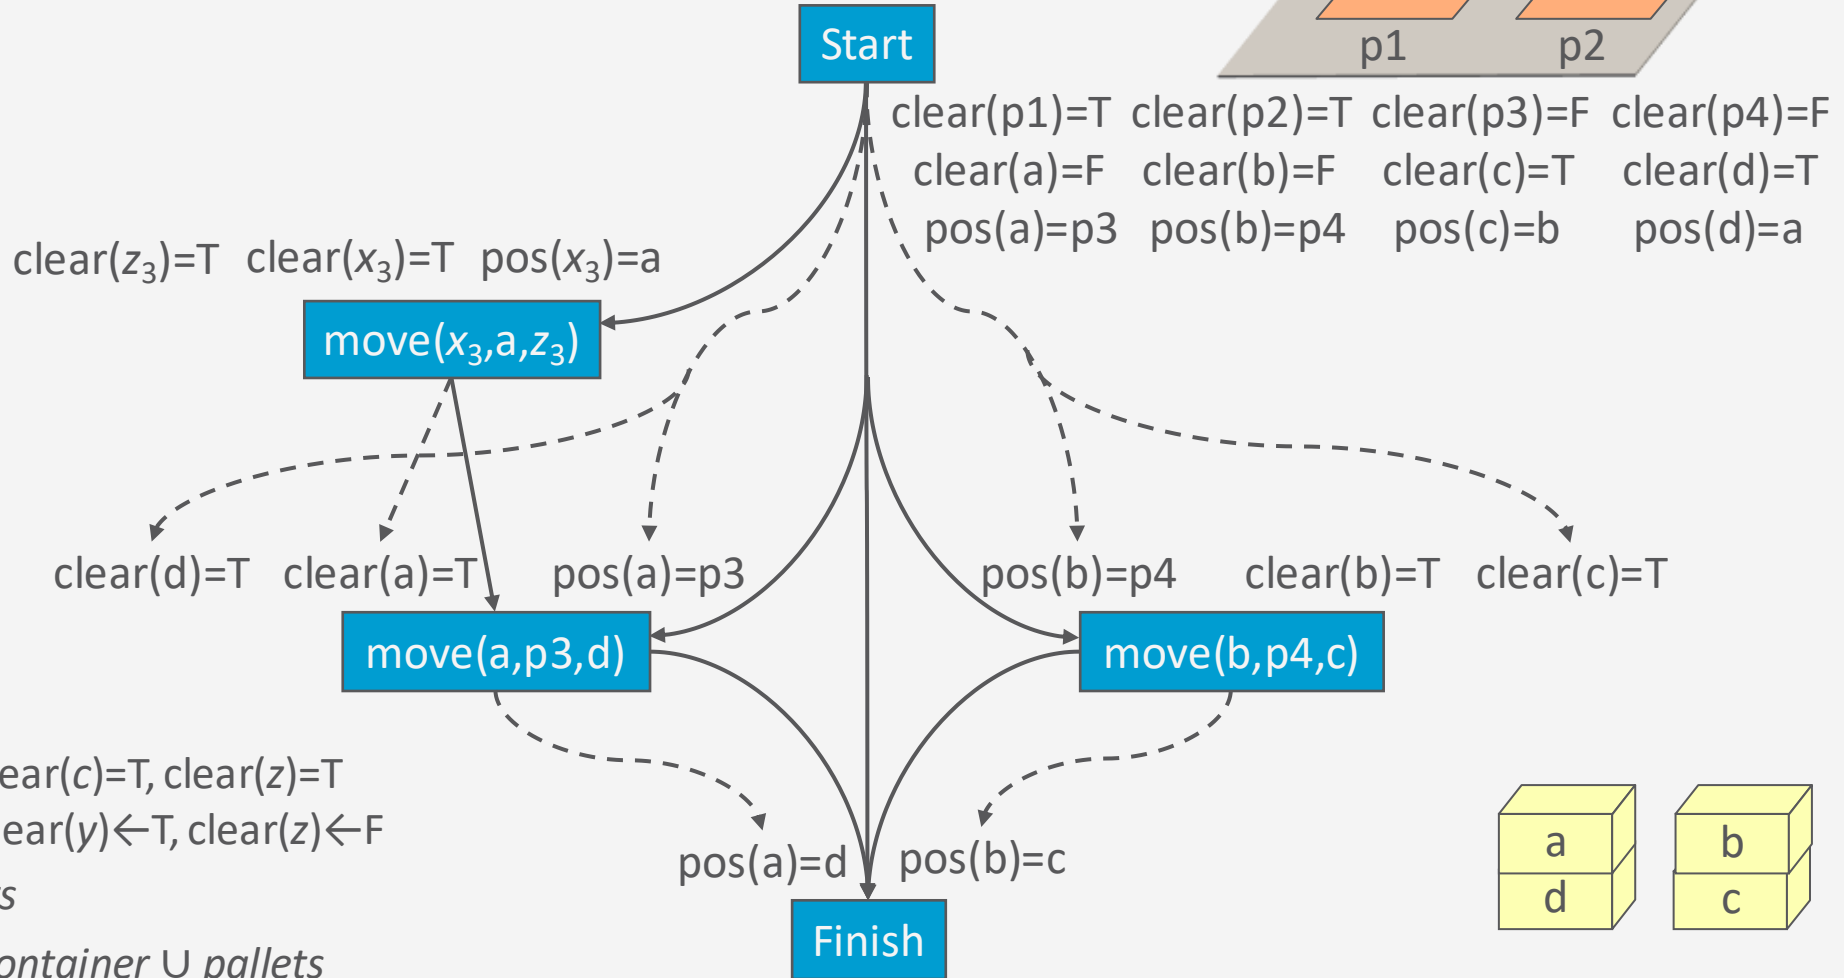 Start
p1 p2
clear(p1)=T clear(p2)=T clear(p3)=F clear(p4)=F
clear(a)=F clear(b)=F clear(c)=T clear(d)=T
pos(a)=p3 pos(b)=p4 pos(c)=b pos(d)=a
clear(z₃)=T clear(x₃)=T pos(x₃)=a
move(x₃,a,z₃)
clear(d)=T clear(a)=T pos(a)=p3 pos(b)=p4 clear(b)=T clear(c)=T
move(a,p3,d) move(b,p4,c)
ear(c)=T, clear(z)=T
ear(y)←T, clear(z)←F
pos(a)=d pos(b)=c
a b
d c
ontainer ∪ pallets
Finish